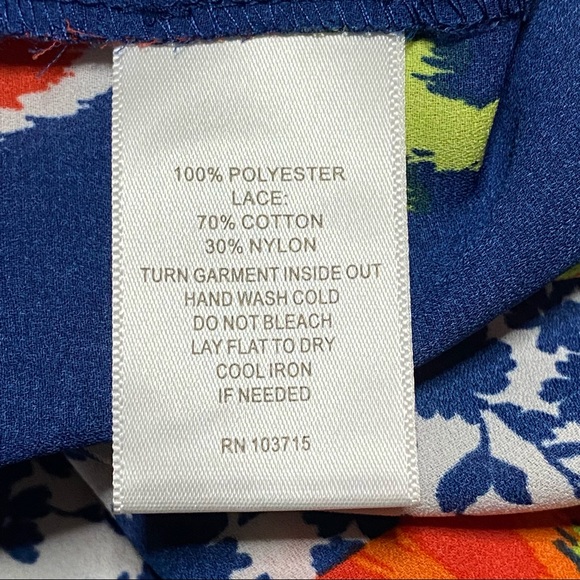 100% POLYESTER
LACE:
70% COTTON
30% NYLON
TURN GARMENT INSIDE OUT
HAND WASH COLD
DO NOT BLEACH
LAY FLAT TO DRY
COOL IRON
IF NEEDED
RN 103715